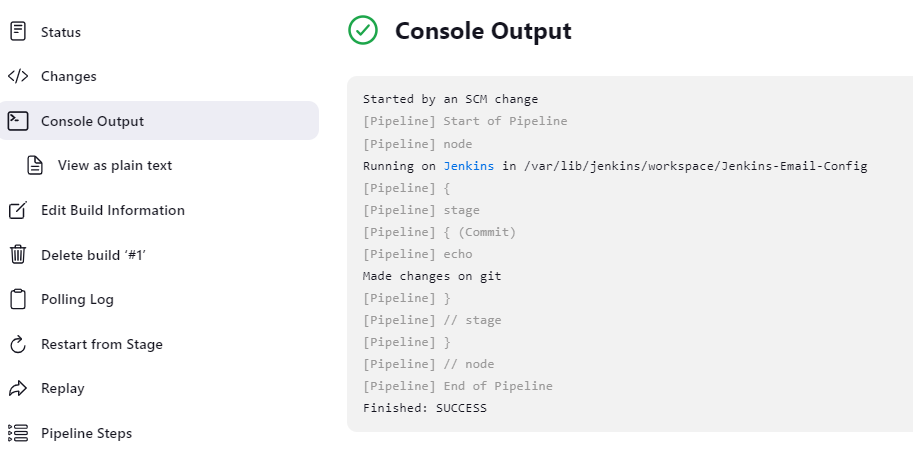 Status
Changes
Console Output
View as plain text
Edit Build Information
Delete build ‘#1’
Polling Log
Restart from Stage
Replay
Pipeline Steps
Console Output
Started by an SCM change
[Pipeline] Start of Pipeline
[Pipeline] node
Running on Jenkins in /var/lib/jenkins/workspace/Jenkins-Email-Config
[Pipeline] {
[Pipeline] stage
[Pipeline] { (Commit)
[Pipeline] echo
Made changes on git
[Pipeline] }
[Pipeline] // stage
[Pipeline] }
[Pipeline] // node
[Pipeline] End of Pipeline
Finished: SUCCESS